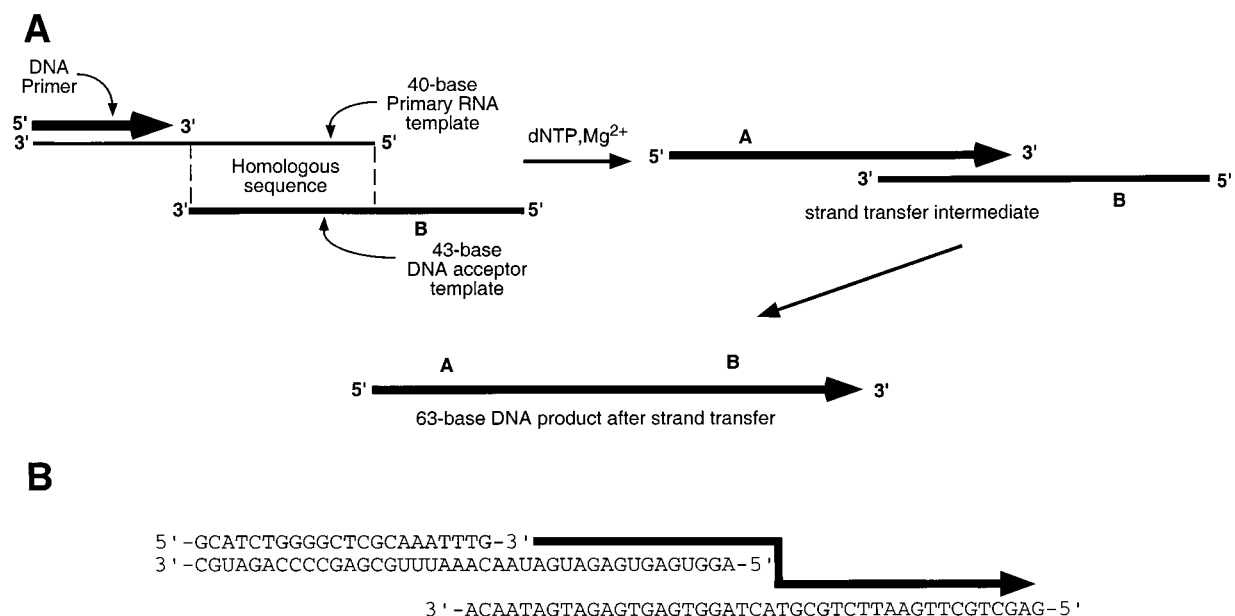 A
DNA
Primer
40-base
Primary RNA
template
5'
3'
3'
5'
Homologous
sequence
3'
5'
B
43-base
DNA acceptor
template
dNTP,Mg2+
5'
A
3'
3'
5'
B
strand transfer intermediate
A
B
5'
3'
63-base DNA product after strand transfer
B
5'-GCATCTGGGGCTCGCAAATTTG-3'
3'-CGUAGACCCCGAGCGUUUAAACAAUAGUAGAGUGAGUGGA-5'
3'-ACAATAGTAGAGTGAGTGGATCATGCGTCTTAAGTTCGTCGAG-5'